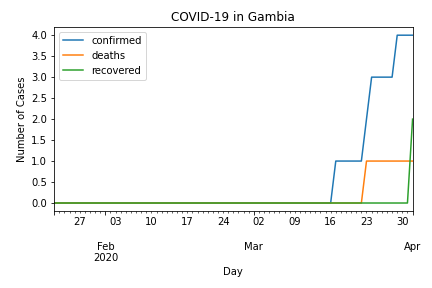 COVID-19 in Gambia
confirmed
deaths
recovered
Number of Cases
4.0
3.5
3.0
2.5
2.0
1.5
1.0
0.5
0.0
27 03 10 17 24 02 09 16 23 30
Feb Mar Apr
2020
Day